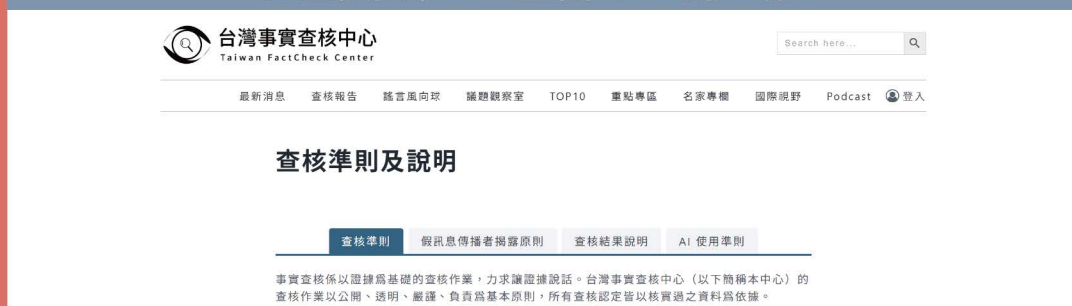 台灣事實查核中心
Taiwan FactCheck Center
Search here...
最新消息 查核報告 謠言風向球 議題觀察室 TOP10 重點專區 名家專欄 國際視野 Podcast 登入
查核準則及說明
查核準則 假訊息傳播者揭露原則 查核結果說明 AI 使用準則
事實查核係以證據爲基礎的查核作業，力求讓證據說話。台灣事實查核中心（以下簡稱本中心）的
查核作業以公開、透明、嚴謹、負責爲基本原則，所有查核認定皆以核實過之資料爲依據。